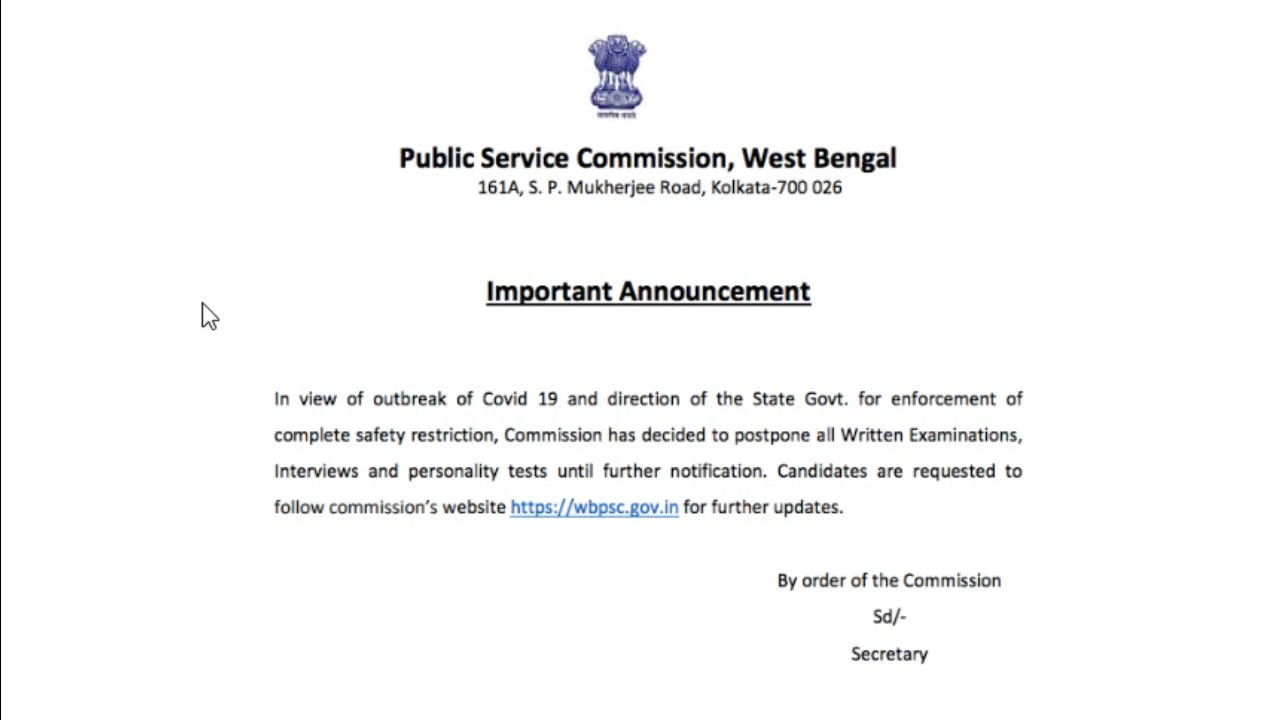 Public Service Commission, West Bengal
161A, S. P. Mukherjee Road, Kolkata-700 026
Important Announcement
In view of outbreak of Covid 19 and direction of the State Govt. for enforcement of
complete safety restriction, Commission has decided to postpone all Written Examinations,
Interviews and personality tests until further notification. Candidates are requested to
follow commission's website https://wbpsc.gov.in for further updates.
By order of the Commission
Sd/-
Secretary